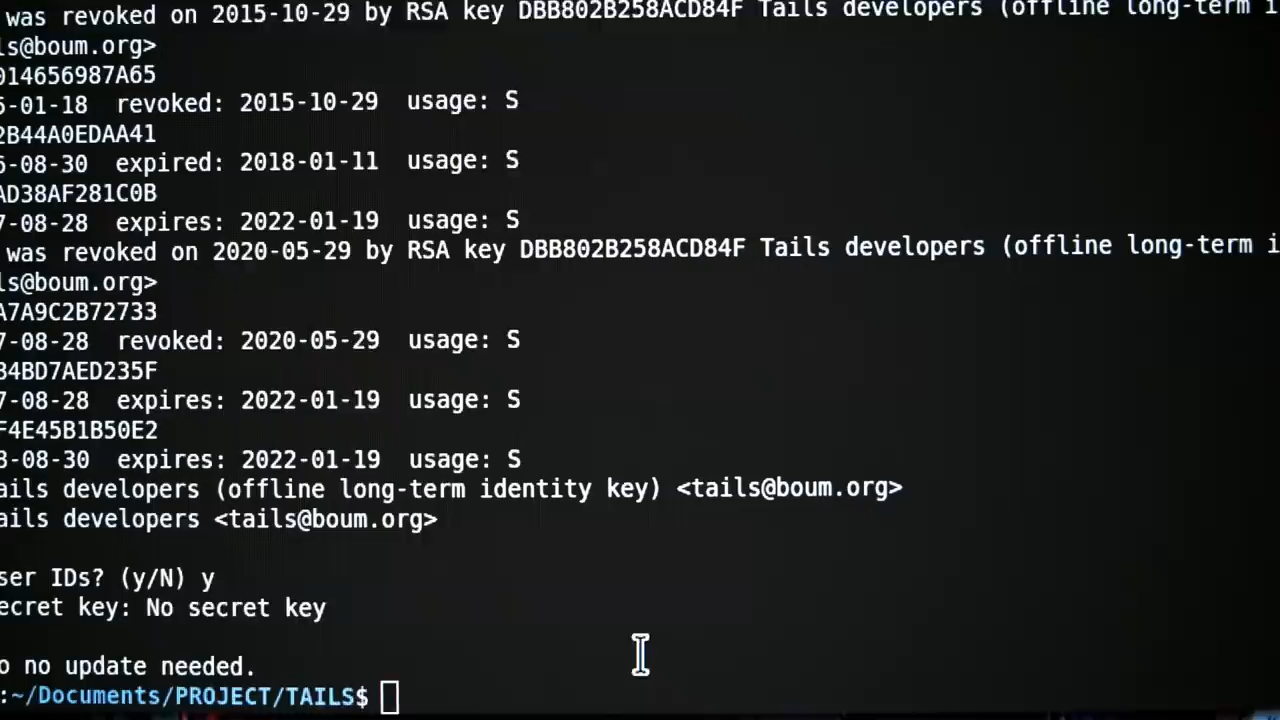 was revoked on 2015-10-29 by RSA key DBB802B258ACD84F Tails developers (offline long-term i
ls@boum.org>
014656987A65
5-01-18 revoked: 2015-10-29 usage: S
2B44A0EDAA41
6-08-30 expired: 2018-01-11 usage: S
AD38AF281C0B
7-08-28 expires: 2022-01-19 usage: S
was revoked on 2020-05-29 by RSA key DBB802B258ACD84F Tails developers (offline long-term i
ls@boum.org>
A7A9C2B72733
7-08-28 revoked: 2020-05-29 usage: S
34BD7AED235F
7-08-28 expires: 2022-01-19 usage: S
F4E45B1B50E2
8-08-30 expires: 2022-01-19 usage: S
ails developers (offline long-term identity key) <tails@boum.org>
ails developers <tails@boum.org>
ser IDs? (y/N) y
ecret key: No secret key
o no update needed.
:~/Documents/PROJECT/TAILS$